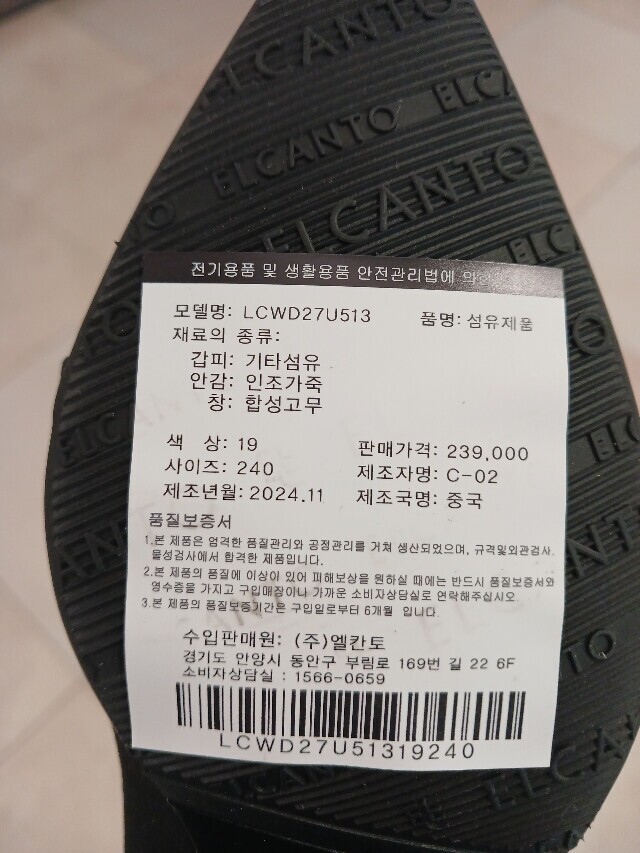 ELCANTO
ELCANTO
ELCANTO
전기용품 및 생활용품 안전관리법에
모델명: LCWD27U513 품명: 섬유제품
재료의 종류:
갑피: 기타섬유
안감: 인조가죽
창: 합성고무
색 상: 19 판매가격: 239,000
사이즈: 240 제조자명: C-02
제조년월: 2024.11 제조국명: 중국
품질보증서
1.본 제품은 엄격한 품질관리와 공정관리를 거쳐 생산되었으며, 규격및외관검사.
물성검사에서 합격한 제품입니다.
2.본 제품의 품질에 이상이 있어 피해보상을 원하실 때에는 반드시 품질보증서와
영수증을 가지고 구입매장이나 가까운 소비자상담실로 연락해주십시오.
3.본 제품의 품질보증기간은 구입일로부터 6개월 입니다.
수입판매원: (주)엘칸토
경기도 안양시 동안구 부림로 169번 길 22 6F
소비자상담실 : 1566-0659
LCWD27U51319240